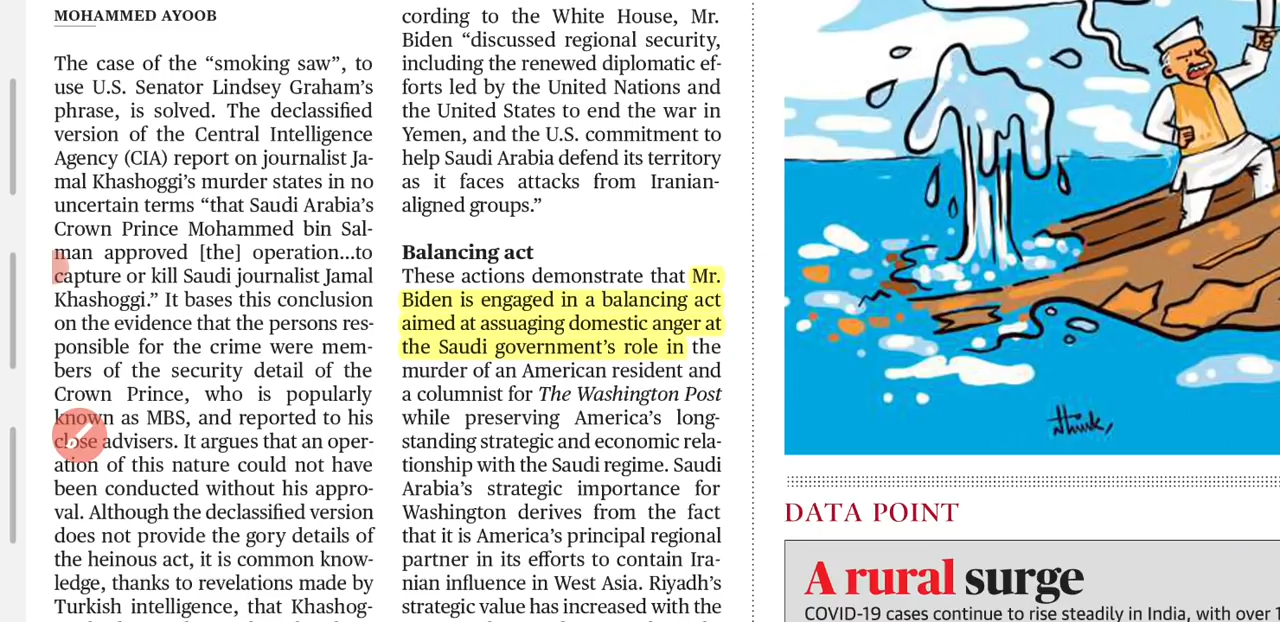 MOHAMMED AYOOB
The case of the “smoking saw”, to
use U.S. Senator Lindsey Graham’s
phrase, is solved. The declassified
version of the Central Intelligence
Agency (CIA) report on journalist Ja-
mal Khashoggi’s murder states in no
uncertain terms “that Saudi Arabia’s
Crown Prince Mohammed bin Sal-
man approved [the] operation...to
capture or kill Saudi journalist Jamal
Khashoggi.” It bases this conclusion
on the evidence that the persons res-
ponsible for the crime were mem-
bers of the security detail of the
Crown Prince, who is popularly
known as MBS, and reported to his
close advisers. It argues that an oper-
ation of this nature could not have
been conducted without his appro-
val. Although the declassified version
does not provide the gory details of
the heinous act, it is common know-
ledge, thanks to revelations made by
Turkish intelligence, that Khashog-
cording to the White House, Mr.
Biden “discussed regional security,
including the renewed diplomatic ef-
forts led by the United Nations and
the United States to end the war in
Yemen, and the U.S. commitment to
help Saudi Arabia defend its territory
as it faces attacks from Iranian-
aligned groups.”
Balancing act
These actions demonstrate that Mr.
Biden is engaged in a balancing act
aimed at assuaging domestic anger at
the Saudi government’s role in the
murder of an American resident and
a columnist for The Washington Post
while preserving America’s long-
standing strategic and economic rela-
tionship with the Saudi regime. Saudi
Arabia’s strategic importance for
Washington derives from the fact
that it is America’s principal regional
partner in its efforts to contain Ira-
nian influence in West Asia. Riyadh’s
strategic value has increased with the
DATA POINT
A rural surge
COVID-19 cases continue to rise steadily in India, with over 1